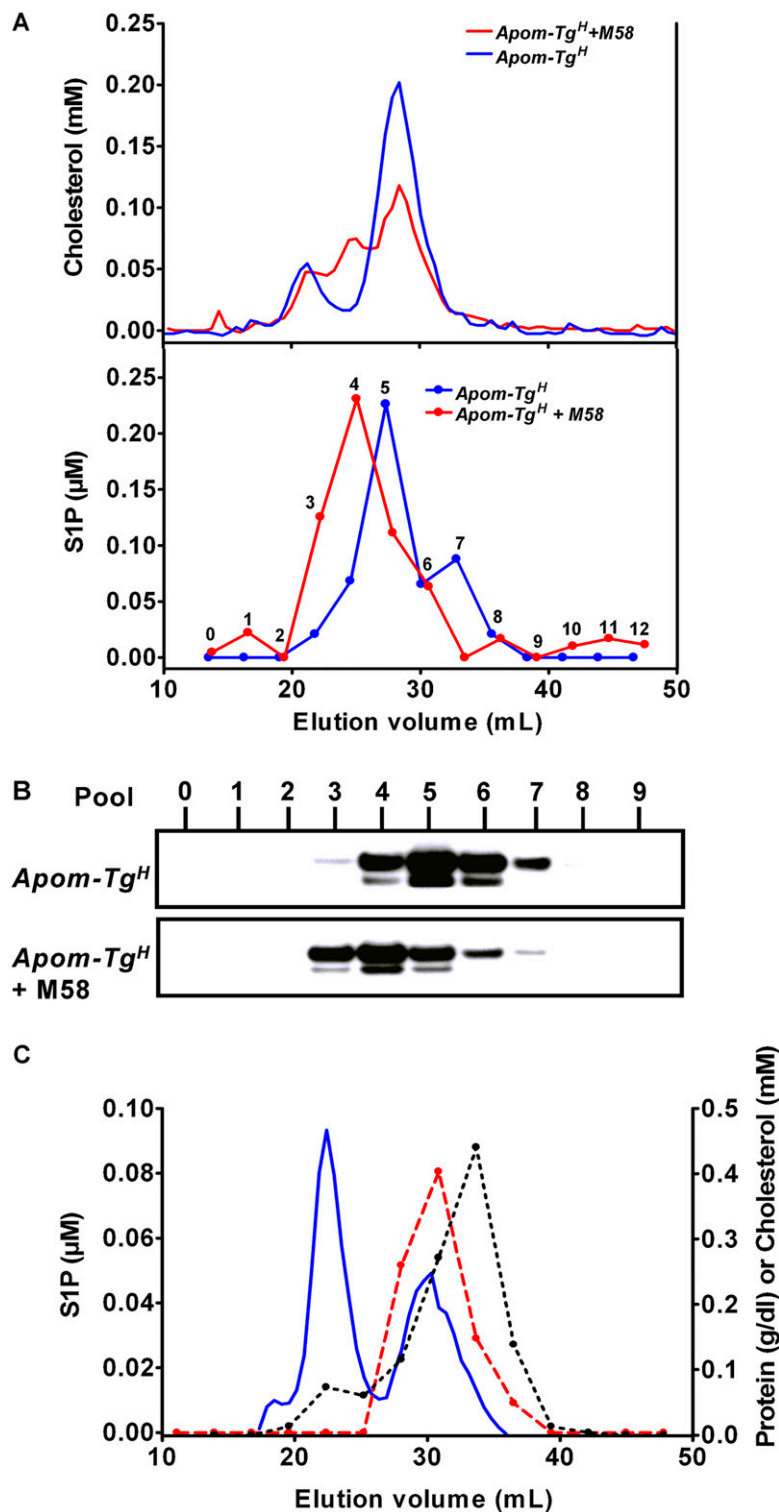 A
Apom-Tg^H+M58
Apom-Tg^H
Cholesterol (mM)
0.25
0.20
0.15
0.10
0.05
0.00
Apom-Tg^H
Apom-Tg^H + M58
S1P (µM)
0.25
0.20
0.15
0.10
0.05
0.00
0 1 2 3 4 5 6 7 8 9 10 11 12
10 20 30 40 50
Elution volume (mL)
B
Pool 0 1 2 3 4 5 6 7 8 9
Apom-Tg^H
Apom-Tg^H
+ M58
C
S1P (µM)
0.10
0.08
0.06
0.04
0.02
0.00
Protein (g/dl) or Cholesterol (mM)
0.5
0.4
0.3
0.2
0.1
0.0
10 20 30 40 50
Elution volume (mL)